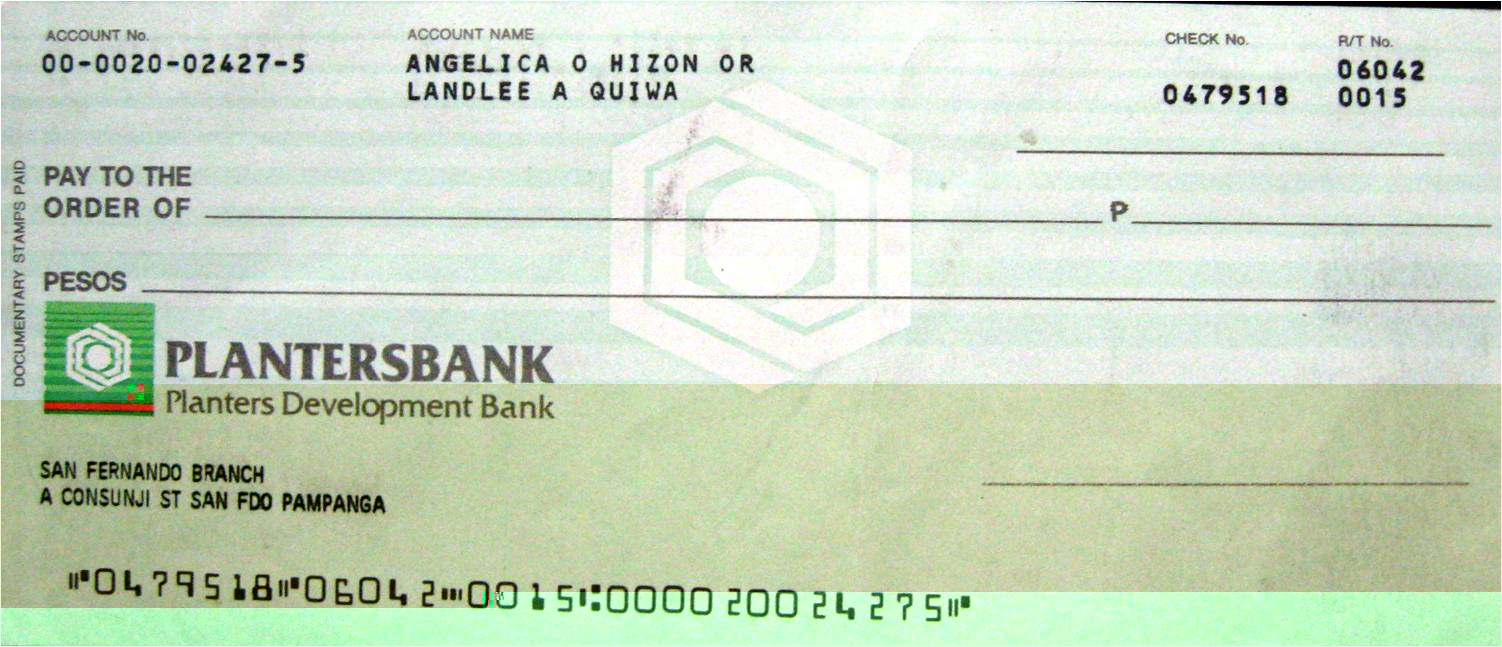 ACCOUNT No. ACCOUNT NAME CHECK No. R/T No.
00-0020-02427-5 ANGELICA O HIZON OR 06042
LANDLEE A QUIWA 0479518 0015
DOCUMENTARY STAMPS PAID
PAY TO THE
ORDER OF P
PESOS
PLANTERSBANK
Planters Development Bank
SAN FERNANDO BRANCH
A CONSUNJI ST SAN FDO PAMPANGA
⑈0479518⑈06042⑉0015⑆000020024275⑈